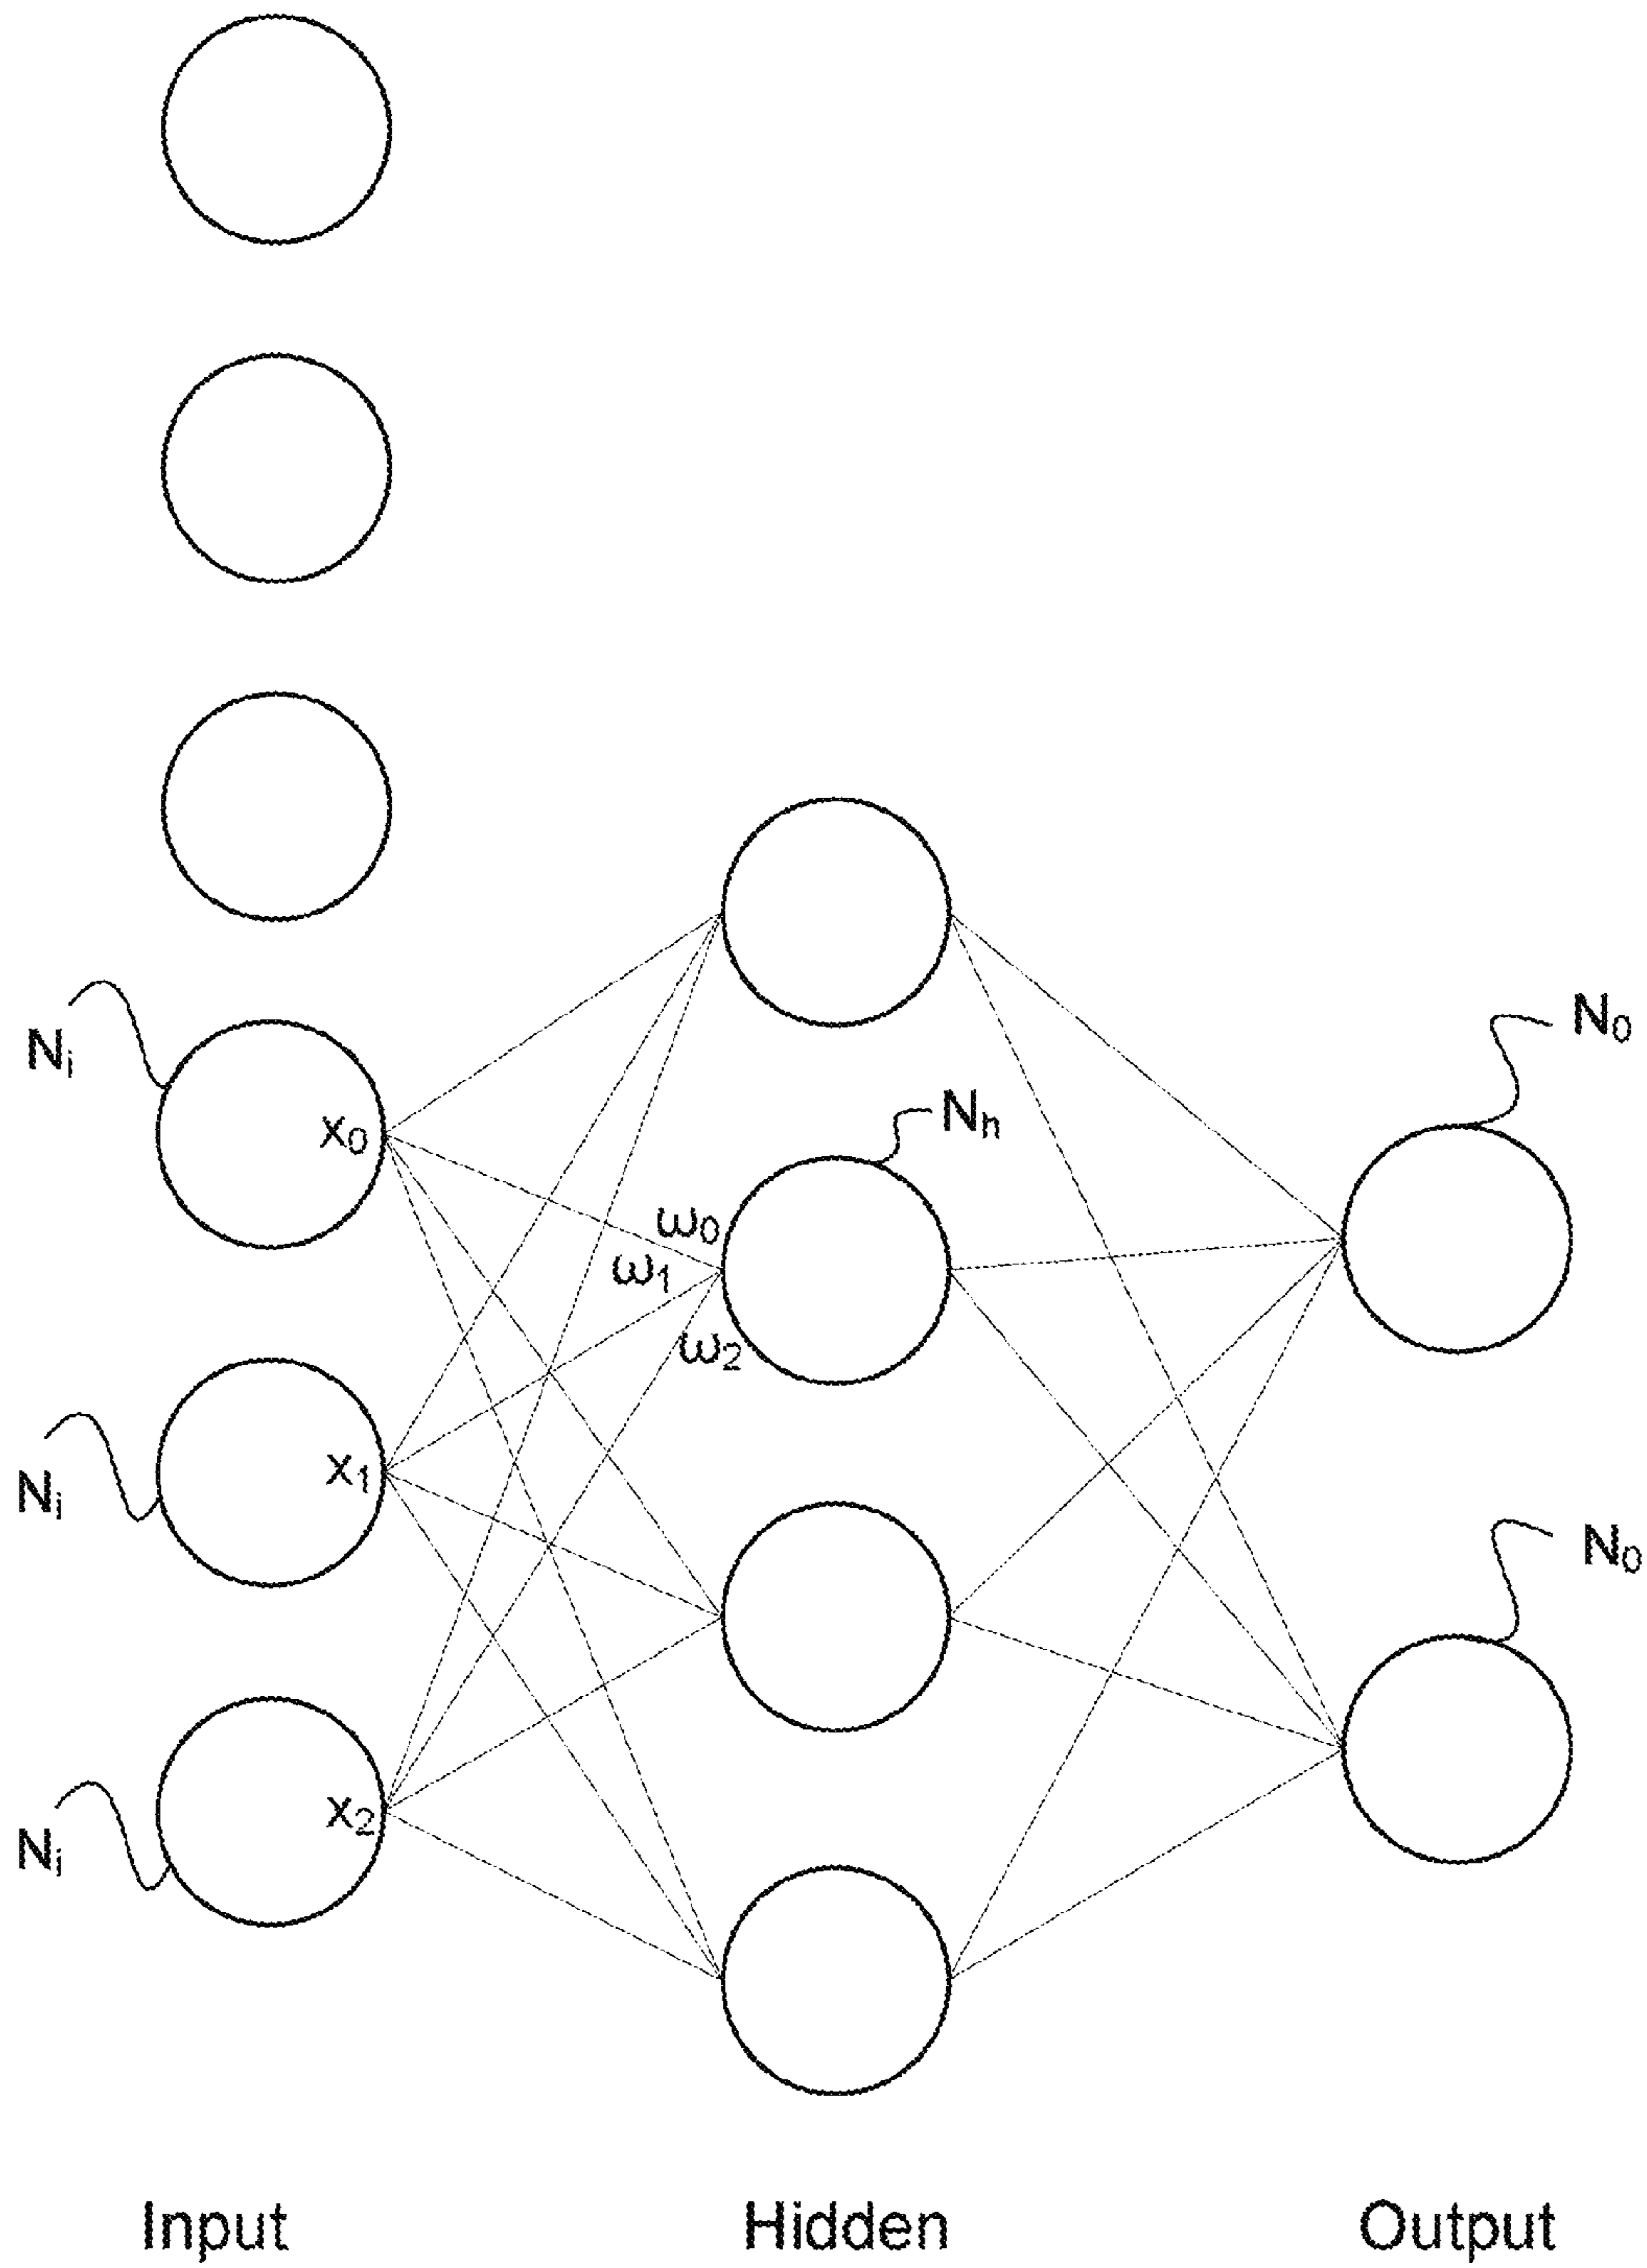 N₀
Nᵢ
Nₕ
x₀
ω₀
ω₁
ω₂
x₁
Nᵢ
N₀
x₂
Nᵢ
Input Hidden Output